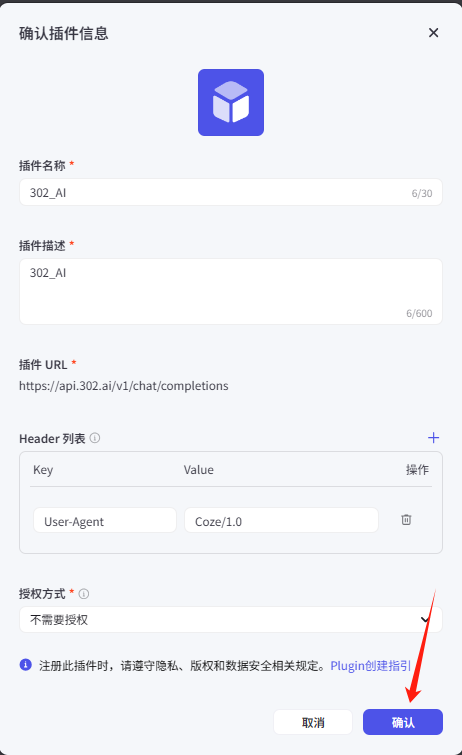 确认插件信息
插件名称 *
302_AI
6/30
插件描述 *
302_AI
6/600
插件 URL *
https://api.302.ai/v1/chat/completions
Header 列表
Key Value 操作
User-Agent Coze/1.0
授权方式 *
不需要授权
注册此插件时，请遵守隐私、版权和数据安全相关规定。Plugin创建指引
取消 确认